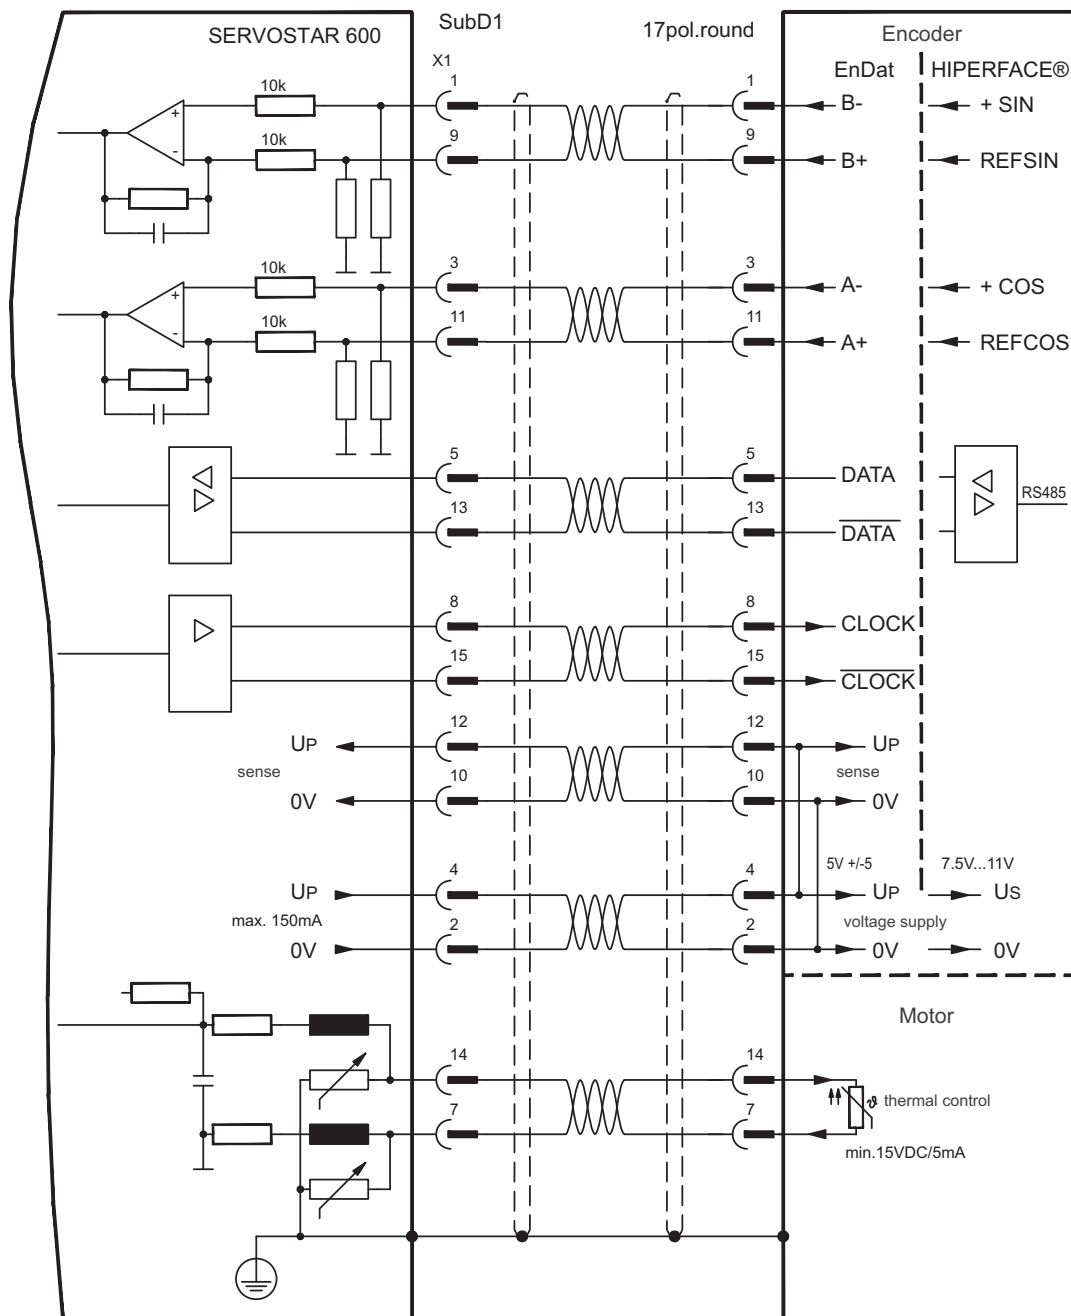 SERVOSTAR 600 SubD1 17pol.round Encoder
X1 EnDat HIPERFACE®
10k 1 1 B- + SIN
+
-
10k 9 9 B+ REFSIN
10k 3 3 A- + COS
+
-
10k 11 11 A+ REFCOS
5 5 DATA
RS485
13 13 DATA
8 8 CLOCK
15 15 CLOCK
UP 12 12 UP
sense sense
0V 10 10 0V
5V +/-5 7.5V...11V
UP 4 4 UP US
max. 150mA voltage supply
0V 2 2 0V 0V
Motor
14 14
ϑ thermal control
7 7
min.15VDC/5mA